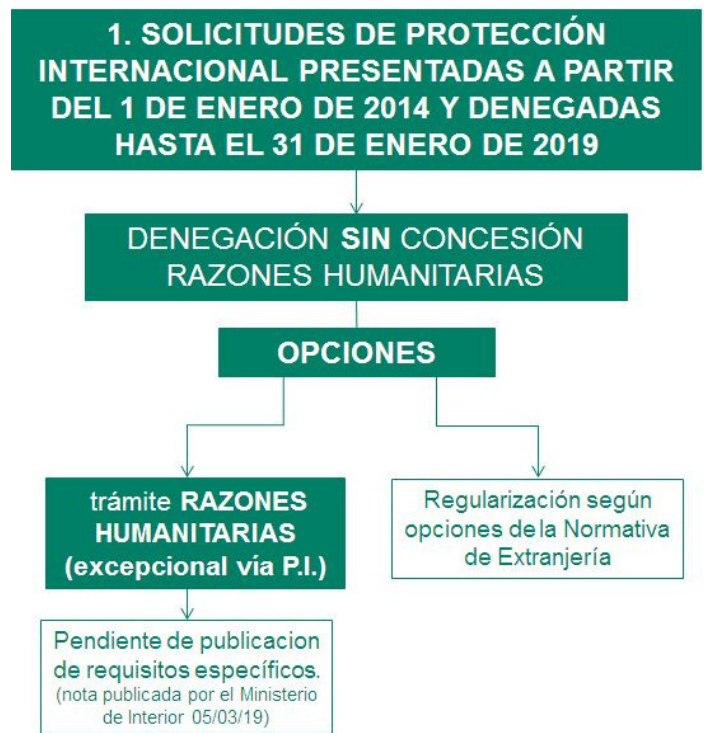 1. SOLICITUDES DE PROTECCIÓN
INTERNACIONAL PRESENTADAS A PARTIR
DEL 1 DE ENERO DE 2014 Y DENEGADAS
HASTA EL 31 DE ENERO DE 2019
DENEGACIÓN SIN CONCESIÓN
RAZONES HUMANITARIAS
OPCIONES
trámite RAZONES
HUMANITARIAS
(excepcional vía P.I.)
Regularización según
opciones de la Normativa
de Extranjería
Pendiente de publicacion
de requisitos específicos.
(nota publicada por el Ministerio
de Interior 05/03/19)